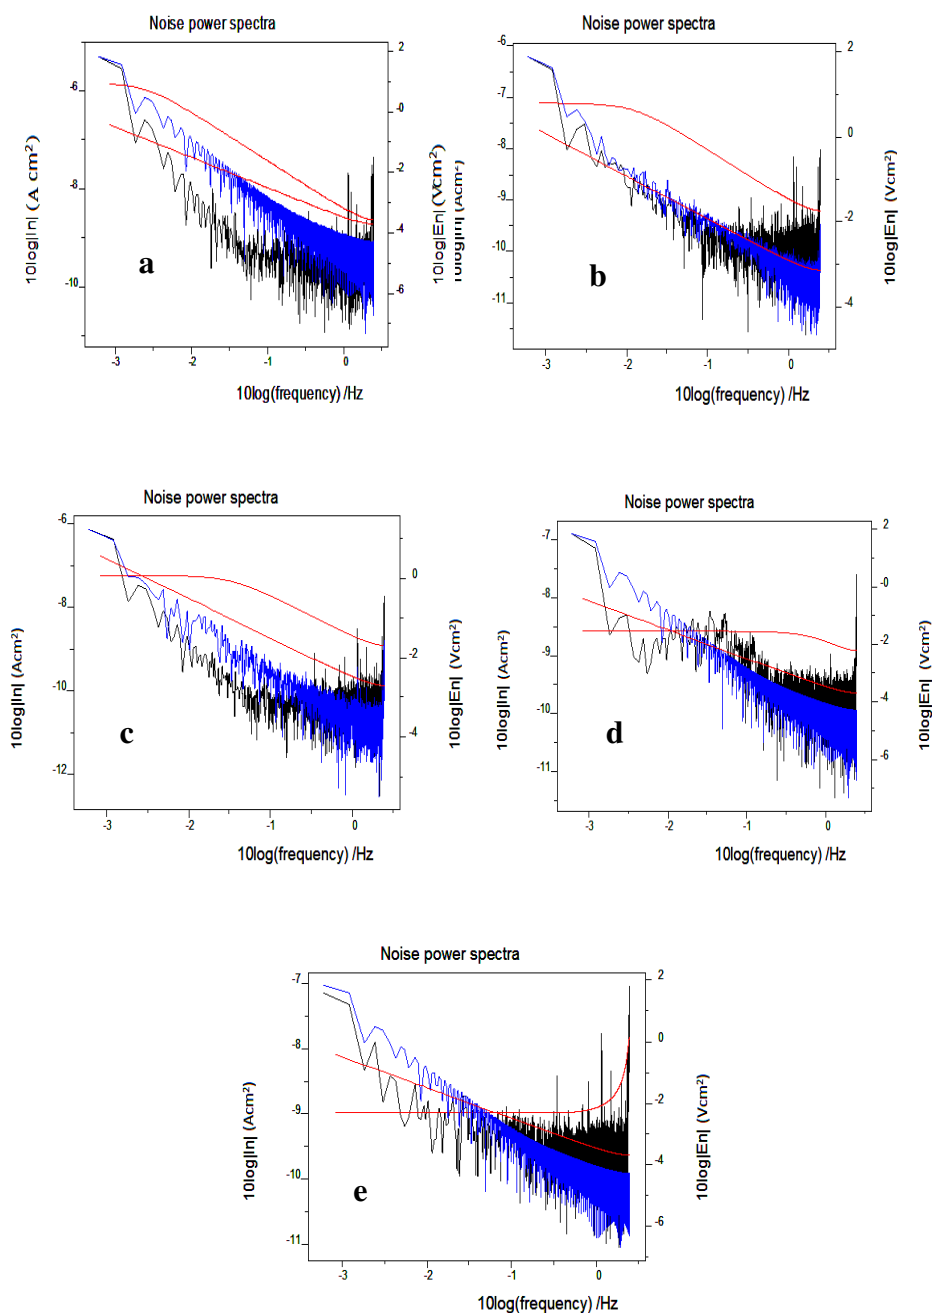 Noise power spectra
10log|In| (A cm²)
-6
-8
-10
2
-0
-2
-4
-6
10log|En| (Vcm²)
-3
-2
-1
0
a
10log(frequency) /Hz
Noise power spectra
10log|In| (Acm²)
-6
-7
-8
-9
-10
-11
2
0
-2
-4
10log|En| (Vcm²)
-3
-2
-1
0
b
10log(frequency) /Hz
Noise power spectra
10log|In| (Acm²)
-6
-8
-10
-12
0
-2
-4
10log|En| (Vcm²)
-3
-2
-1
0
c
10log(frequency) /Hz
Noise power spectra
10log|In| (Acm²)
-7
-8
-9
-10
-11
2
-0
-2
-4
-6
10log|En| (Vcm²)
-3
-2
-1
0
d
10log(frequency) /Hz
Noise power spectra
10log|In| (Acm²)
-7
-8
-9
-10
-11
2
0
-2
-4
-6
10log|En| (Vcm²)
-3
-2
-1
0
e
10log(frequency) /Hz